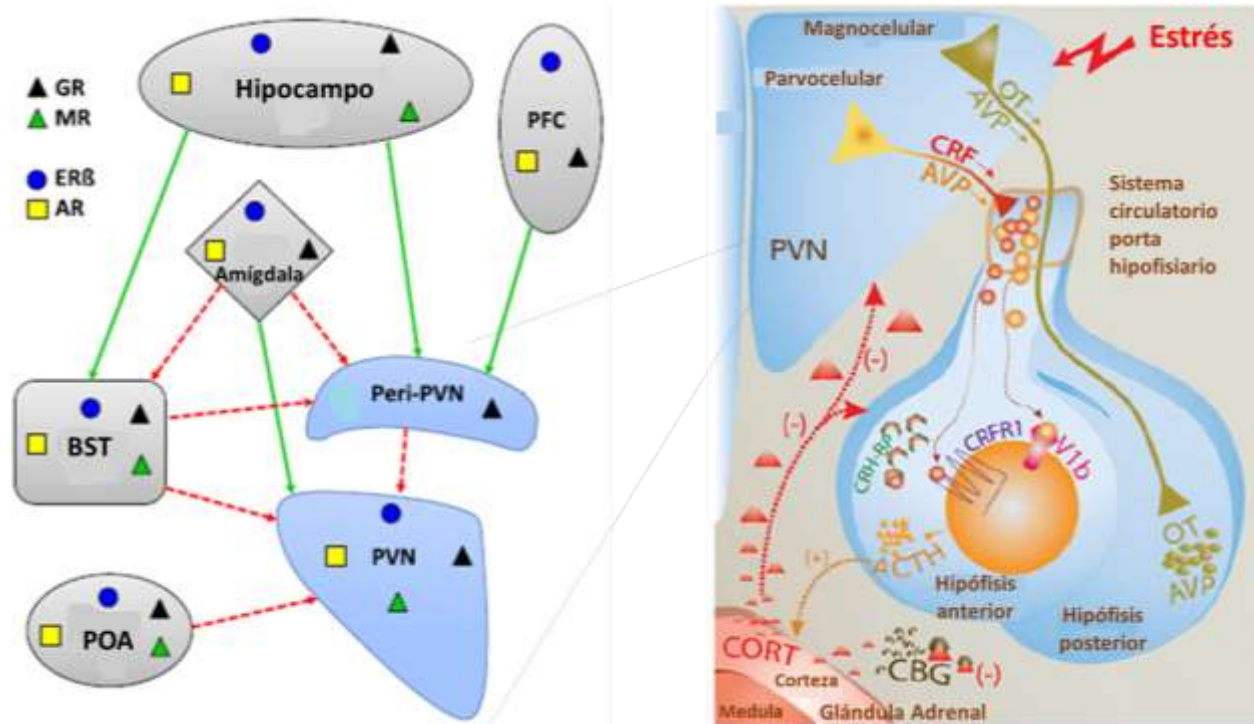 GR
MR
ERß
AR
Hipocampo
PFC
Amígdala
BST
Peri-PVN
PVN
POA
Magnocelular
Parvocelular
PVN
Estrés
OT
AVP
CRF
AVP
Sistema
circulatorio
porta
hipofisiario
(-)
(-)
CRH-BP
CRFR1
V1b
ACTH
(+)
Hipófisis
anterior
OT
AVP
Hipófisis
posterior
CORT
Corteza
CBG
(-)
Medula
Glándula Adrenal